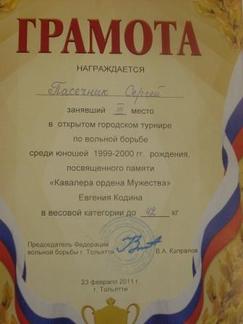 ГРАМОТА
НАГРАЖДАЕТСЯ
Пасечник Сергей
занявший III место
в открытом городском турнире
по вольной борьбе
среди юношей 1999-2000 гг. рождения,
посвященного памяти
«Кавалера ордена Мужества»
Евгения Кодина
в весовой категории до 42 кг
Председатель Федерации
вольной борьбы г. Тольятти В.А. Капралов
23 февраля 2011 г.
г. Тольятти